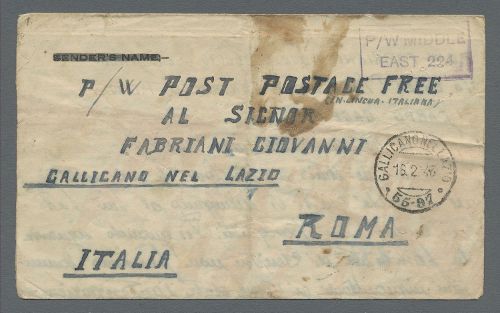 SENDER'S NAME
P/W MIDDLE
EAST. 224
P/W POST POSTACE FREE
(IN·LINGUA·ITALIANA)
AL SIGNOR
FABRIANI GIOVANNI
GALLICANO NEL LAZIO
ROMA
ITALIA
GALLICANO NEL LAZIO
16.2.46